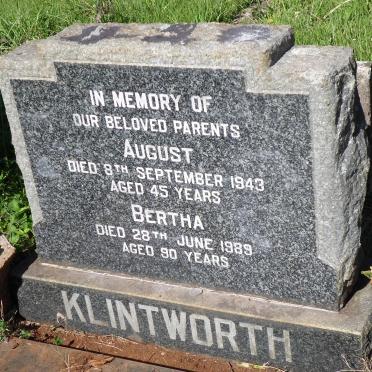 IN MEMORY OF
OUR BELOVED PARENTS
AUGUST
DIED 8TH SEPTEMBER 1943
AGED 45 YEARS
BERTHA
DIED 28TH JUNE 1989
AGED 90 YEARS
KLINTWORTH